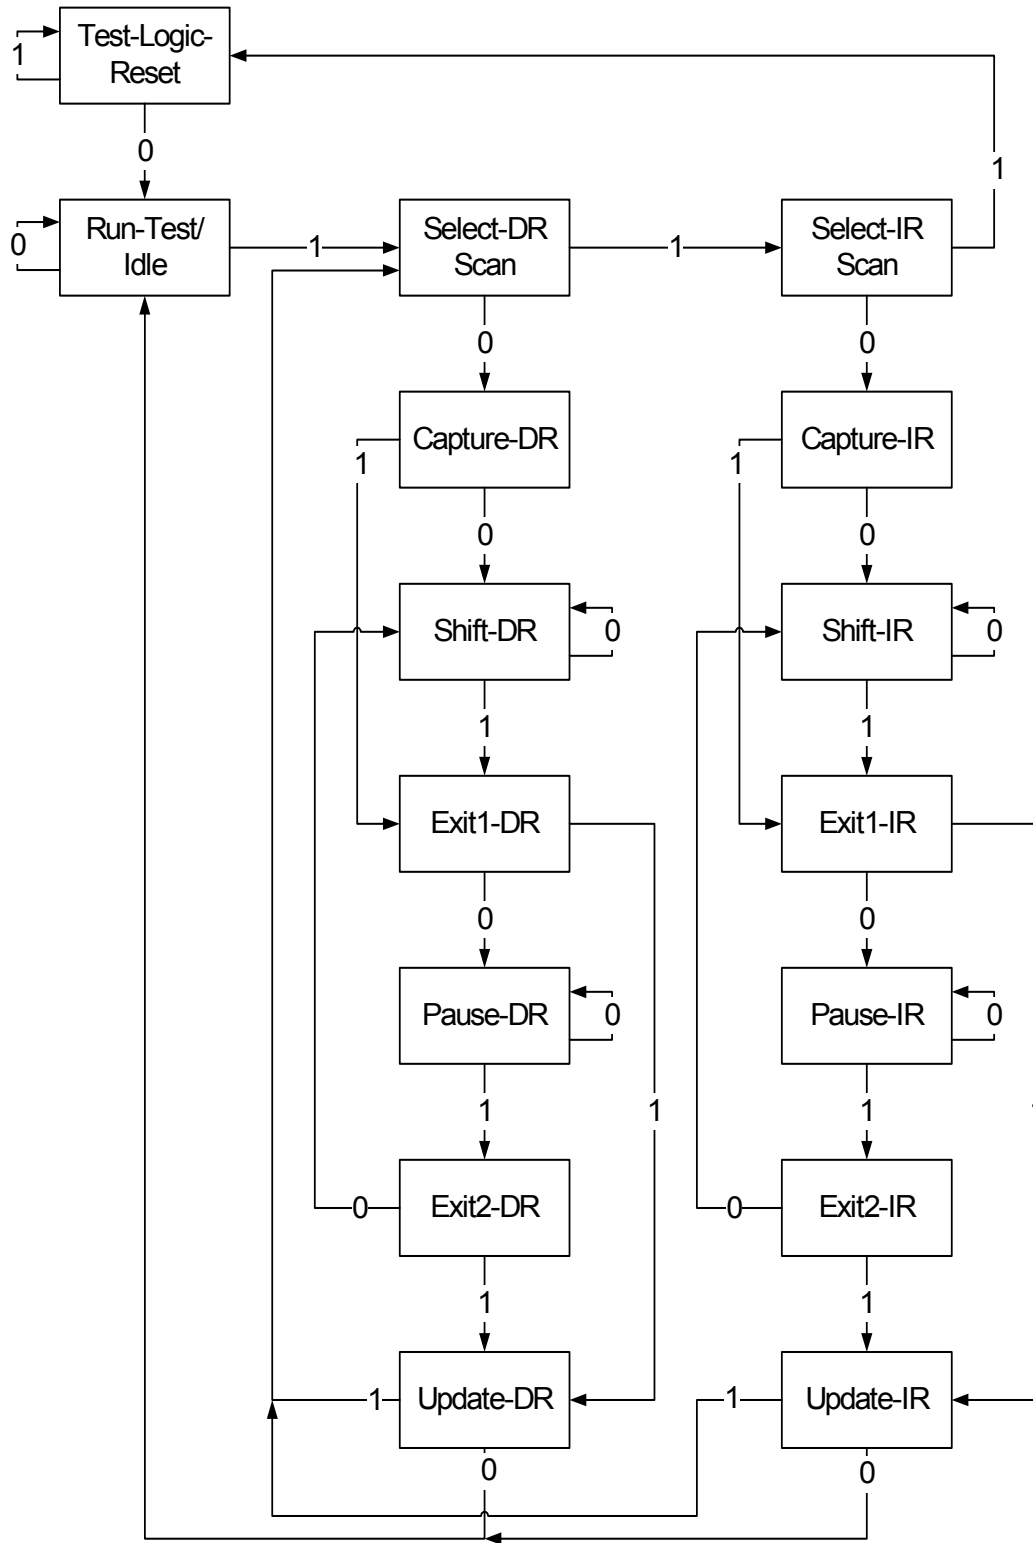 Test-Logic-
Reset
1
0
1
Run-Test/
Idle
0
1
Select-DR
Scan
1
Select-IR
Scan
0
0
Capture-DR
Capture-IR
1
1
0
0
Shift-DR
0
Shift-IR
0
1
1
Exit1-DR
Exit1-IR
0
0
Pause-DR
0
Pause-IR
0
1
1
1
Exit2-DR
0
Exit2-IR
0
1
1
Update-DR
1
Update-IR
1
0
0